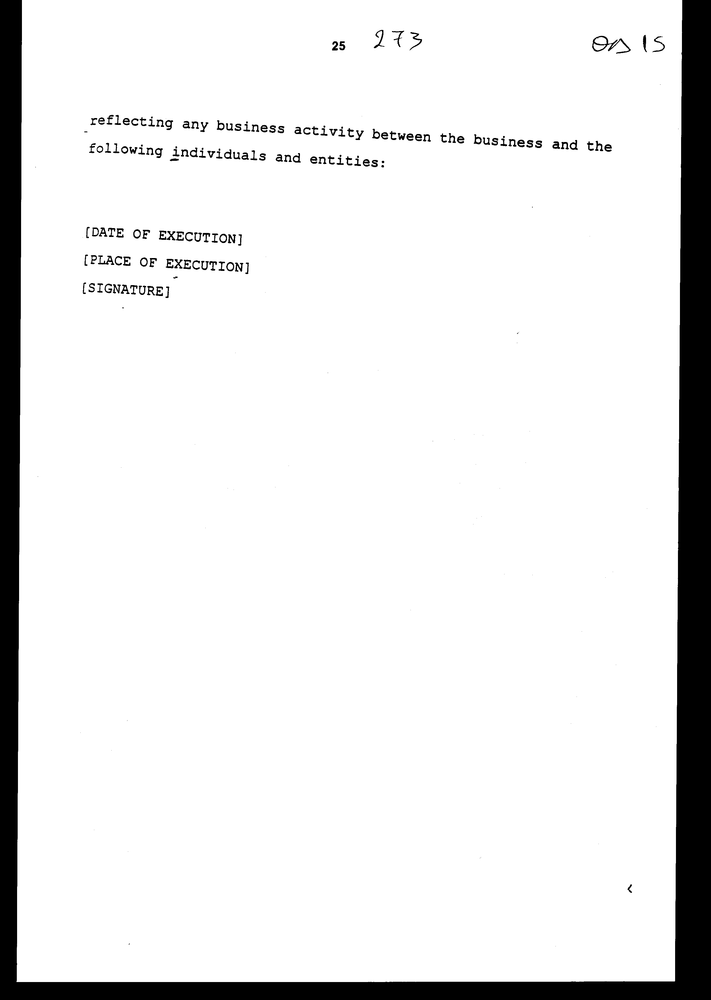 25 273 15
reflecting any business activity between the business and the
following individuals and entities:
[DATE OF EXECUTION]
[PLACE OF EXECUTION]
[SIGNATURE]